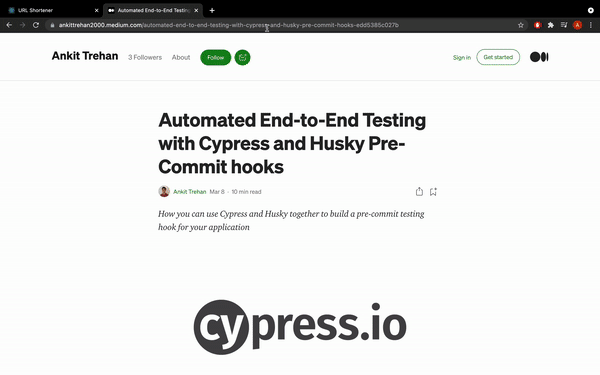 URL Shortener
Automated End-to-End Testing
ankittrehan2000.medium.com/automated-end-to-end-testing-with-cypress-and-husky-pre-commit-hooks-edd5385c027b
A
Ankit Trehan
3 Followers
About
Follow
Sign in
Get started
Automated End-to-End Testing
with Cypress and Husky Pre-
Commit hooks
Ankit Trehan Mar 8 · 10 min read
How you can use Cypress and Husky together to build a pre-commit testing
hook for your application
cypress.io